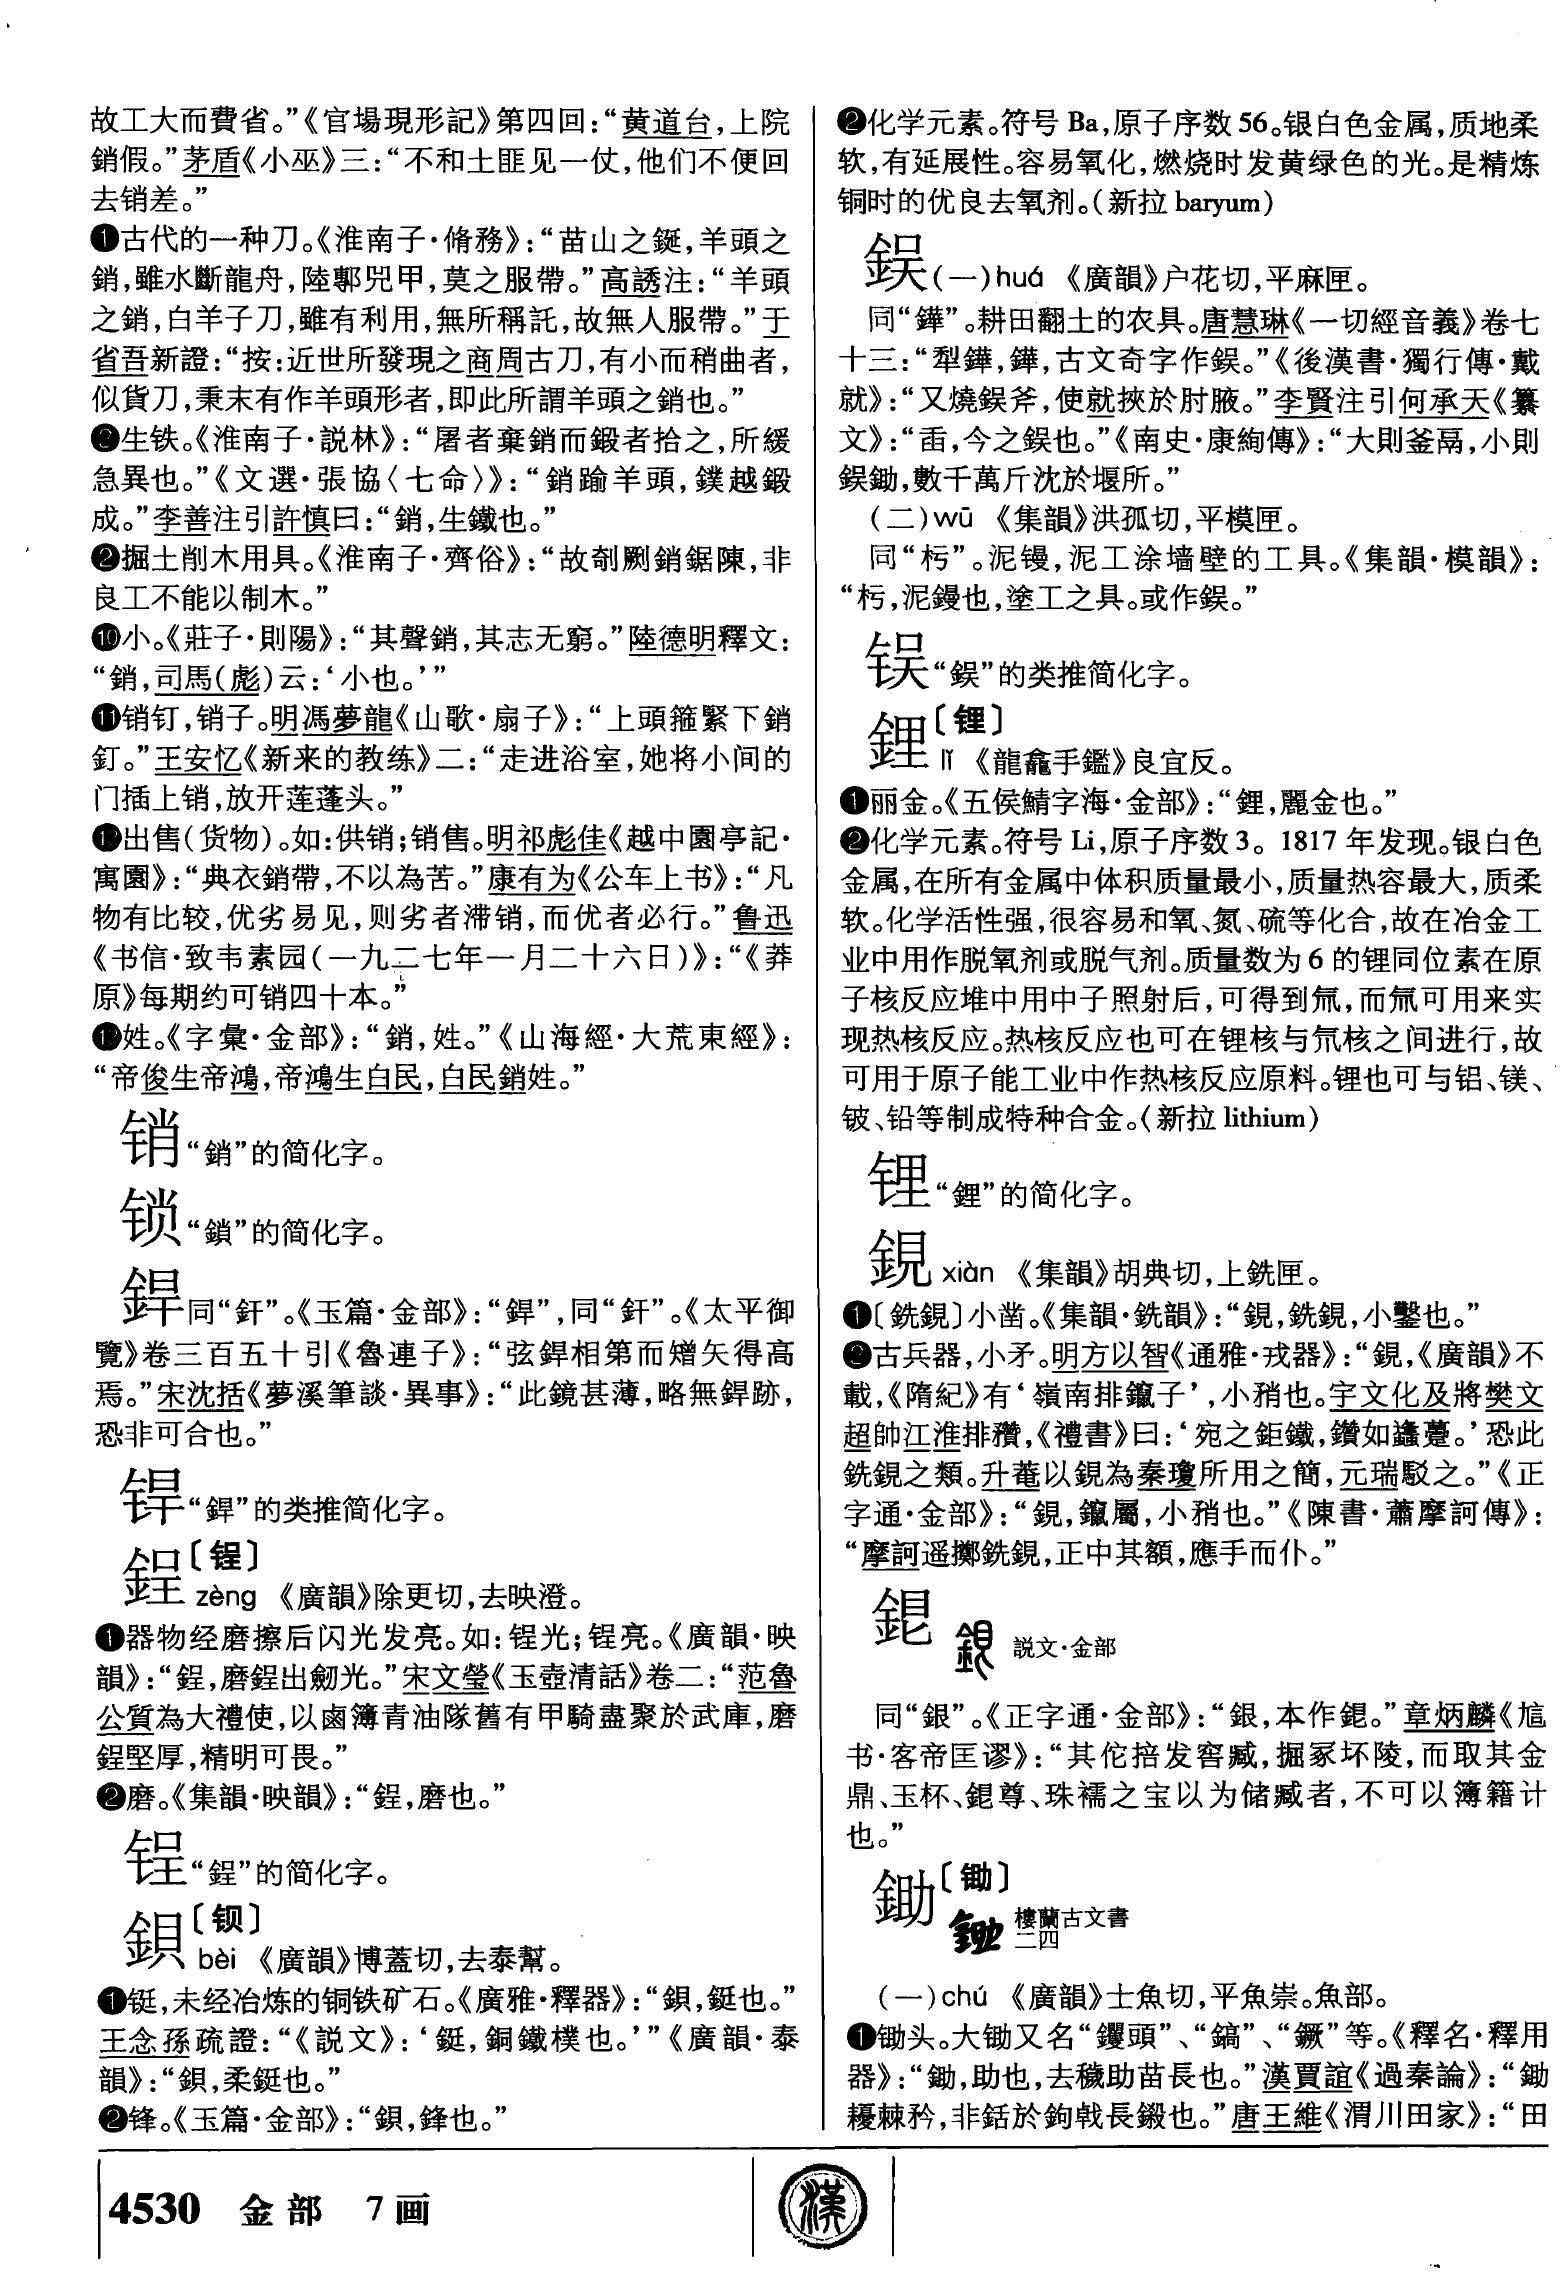 故工大而費省。”《官場現形記》第四回：“黄道台，上院
銷假。”茅盾《小巫》三：“不和土匪见一仗，他们不便回
去销差。”
❶古代的一种刀。《淮南子·脩務》：“苗山之鋋，羊頭之
銷，雖水斷龍舟，陸剸兕甲，莫之服帶。”高誘注：“羊頭
之銷，白羊子刀，雖有利用，無所稱託，故無人服帶。”于
省吾新證：“按：近世所發現之商周古刀，有小而稍曲者，
似貨刀，秉末有作羊頭形者，即此所謂羊頭之銷也。”
生铁。《淮南子·説林》：“屠者棄銷而鍛者拾之，所緩
急異也。”《文選·張協〈七命〉》：“銷踰羊頭，鏷越鍛
成。”李善注引許慎曰：“銷，生鐵也。”
❷掘土削木用具。《淮南子·齊俗》：“故剞劂銷鋸陳，非
良工不能以制木。”
❿小。《莊子·則陽》：“其聲銷，其志无窮。”陸德明釋文：
“銷，司馬(彪)云：‘小也。’”
⓫销钉，销子。明馮夢龍《山歌·扇子》：“上頭箍緊下銷
釘。”王安忆《新来的教练》二：“走进浴室，她将小间的
门插上销，放开莲蓬头。”
出售(货物)。如：供销；销售。明祁彪佳《越中園亭記·
寓園》：“典衣銷帶，不以為苦。”康有为《公车上书》：“凡
物有比较，优劣易见，则劣者滞销，而优者必行。”鲁迅
《书信·致韦素园(一九二七年一月二十六日)》：“《莽
原》每期约可销四十本。”
姓。《字彙·金部》：“銷，姓。”《山海經·大荒東經》：
“帝俊生帝鴻，帝鴻生白民，白民銷姓。”
销“銷”的简化字。
锁“鎖”的简化字。
銲同“釬”。《玉篇·金部》：“銲”，同“釬”。《太平御
覽》卷三百五十引《魯連子》：“弦銲相第而矰矢得高
焉。”宋沈括《夢溪筆談·異事》：“此鏡甚薄，略無銲跡，
恐非可合也。”
𰾫“銲”的类推简化字。
鋥〔锃〕
zèng 《廣韻》除更切，去映澄。
❶器物经磨擦后闪光发亮。如：锃光；锃亮。《廣韻·映
韻》：“鋥，磨鋥出劒光。”宋文瑩《玉壺清話》卷二：“范魯
公質為大禮使，以鹵簿青油隊舊有甲騎盡聚於武庫，磨
鋥堅厚，精明可畏。”
❷磨。《集韻·映韻》：“鋥，磨也。”
锃“鋥”的简化字。
鋇〔钡〕
bèi 《廣韻》博蓋切，去泰幫。
❶铤，未经冶炼的铜铁矿石。《廣雅·釋器》：“鋇，鋌也。”
王念孫疏證：“《説文》：‘鋌，銅鐵樸也。’”《廣韻·泰
韻》：“鋇，柔鋌也。”
❷锋。《玉篇·金部》：“鋇，鋒也。”
❷化学元素。符号 Ba，原子序数56。银白色金属，质地柔
软，有延展性。容易氧化，燃烧时发黄绿色的光。是精炼
铜时的优良去氧剂。(新拉 baryum)
鋘(一)huá 《廣韻》户花切，平麻匣。
同“鏵”。耕田翻土的农具。唐慧琳《一切經音義》卷七
十三：“犁鏵，鏵，古文奇字作鋘。”《後漢書·獨行傳·戴
就》：“又燒鋘斧，使就挾於肘腋。”李賢注引何承天《纂
文》：“臿，今之鋘也。”《南史·康絢傳》：“大則釜鬲，小則
鋘鋤，數千萬斤沈於堰所。”
(二)wū 《集韻》洪孤切，平模匣。
同“杇”。泥镘，泥工涂墙壁的工具。《集韻·模韻》：
“杇，泥鏝也，塗工之具。或作鋘。”
𫓩“鋘”的类推简化字。
鋰〔锂〕
lǐ 《龍龕手鑑》良宜反。
❶丽金。《五侯鯖字海·金部》：“鋰，麗金也。”
❷化学元素。符号 Li，原子序数3。 1817 年发现。银白色
金属，在所有金属中体积质量最小，质量热容最大，质柔
软。化学活性强，很容易和氧、氮、硫等化合，故在冶金工
业中用作脱氧剂或脱气剂。质量数为6的锂同位素在原
子核反应堆中用中子照射后，可得到氚，而氚可用来实
现热核反应。热核反应也可在锂核与氘核之间进行，故
可用于原子能工业中作热核反应原料。锂也可与铝、镁、
铍、铅等制成特种合金。(新拉 lithium)
锂“鋰”的简化字。
鋧 xiàn 《集韻》胡典切，上銑匣。
❶〔銑鋧〕小凿。《集韻·銑韻》：“鋧，銑鋧，小鑿也。”
古兵器，小矛。明方以智《通雅·戎器》：“鋧，《廣韻》不
載，《隋紀》有‘嶺南排鑹子’，小矟也。宇文化及將樊文
超帥江淮排䂎，《禮書》曰：‘宛之鉅鐵，鑽如蠭蠆。’恐此
銑鋧之類。升菴以鋧為秦瓊所用之簡，元瑞駁之。”《正
字通·金部》：“鋧，鑹屬，小矟也。”《陳書·蕭摩訶傳》：
“摩訶遥擲銑鋧，正中其額，應手而仆。”
鋃 説文·金部
同“銀”。《正字通·金部》：“銀，本作鋃。”章炳麟《訄
书·客帝匡谬》：“其佗掊发窖臧，掘冢坏陵，而取其金
鼎、玉杯、鋃尊、珠襦之宝以为储臧者，不可以簿籍计
也。”
鋤〔锄〕
樓蘭古文書
二四
(一)chú 《廣韻》士魚切，平魚崇。魚部。
❶锄头。大锄又名“钁頭”、“鎬”、“鐝”等。《釋名·釋用
器》：“鋤，助也，去穢助苗長也。”漢賈誼《過秦論》：“鋤
耰棘矜，非銛於鉤戟長鎩也。”唐王維《渭川田家》：“田
4530 金部 7画
漢